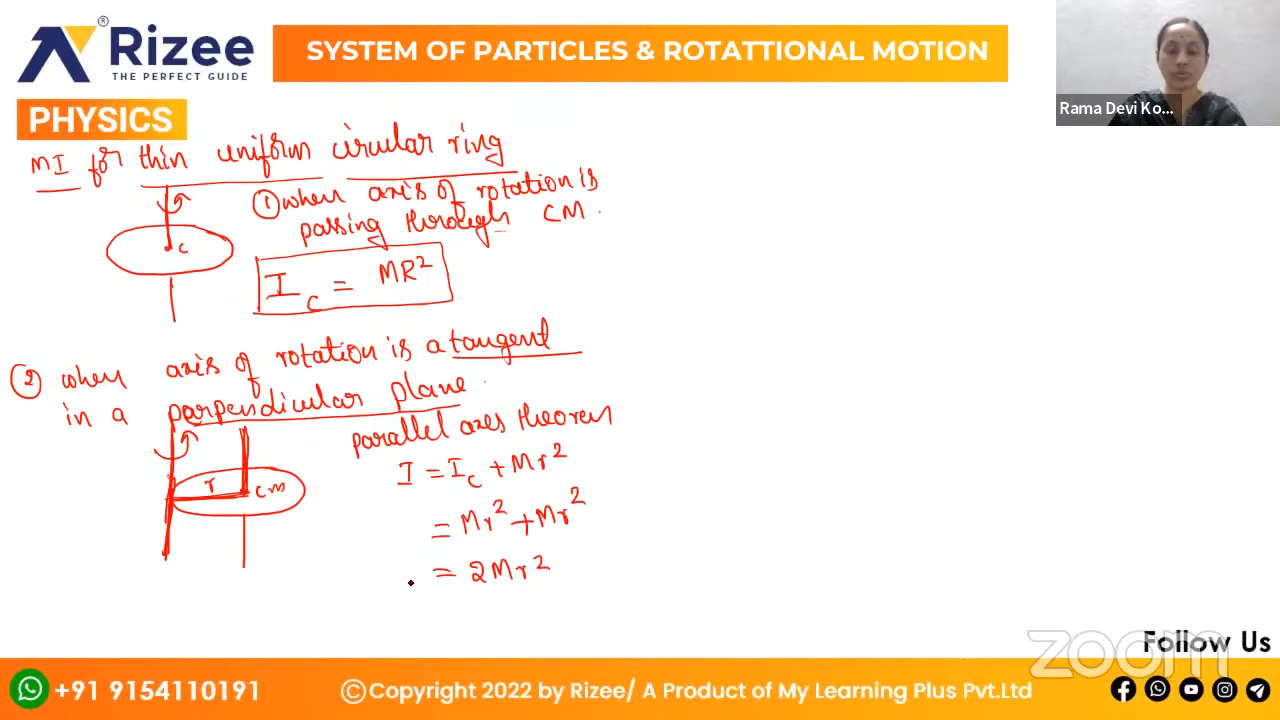 Rizee®
THE PERFECT GUIDE
SYSTEM OF PARTICLES & ROTATTIONAL MOTION
Rama Devi Ko...
PHYSICS
MI for thin uniform circular ring
① when axis of rotation is
passing through CM.
C
I_C = MR²
② when axis of rotation is a tangent
in a perpendicular plane.
parallel axes theorem
r
CM
I = I_C + Mr²
= Mr² + Mr²
= 2Mr²
Follow Us
zoom
+91 9154110191
©Copyright 2022 by Rizee/ A Product of My Learning Plus Pvt.Ltd